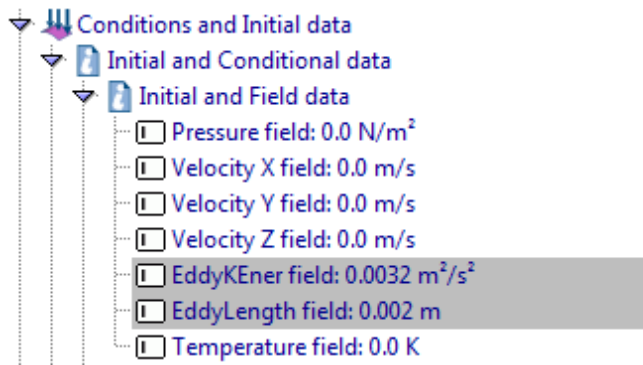 Conditions and Initial data
Initial and Conditional data
Initial and Field data
Pressure field: 0.0 N/m²
Velocity X field: 0.0 m/s
Velocity Y field: 0.0 m/s
Velocity Z field: 0.0 m/s
EddyKEner field: 0.0032 m²/s²
EddyLength field: 0.002 m
Temperature field: 0.0 K